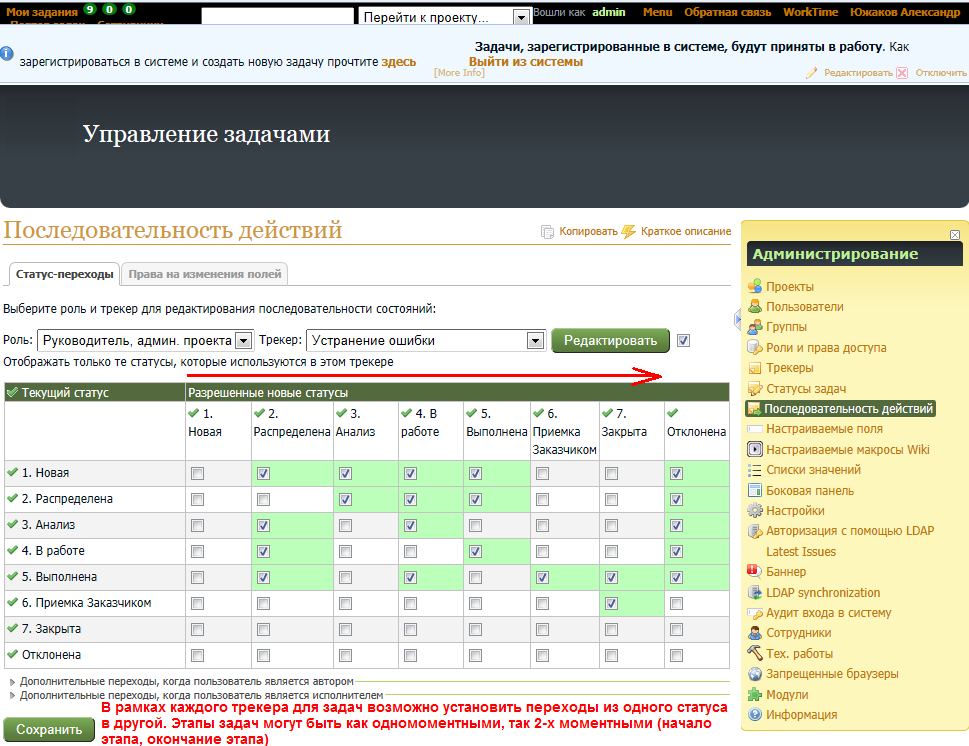 Мои задания 9 0 0
Перейти к проекту...
Вошли как admin
Menu Обратная связь WorkTime Южаков Александр
Задачи, зарегистрированные в системе, будут приняты в работу. Как
зарегистрироваться в системе и создать новую задачу прочтите здесь
Выйти из системы
[More Info]
Редактировать Отключить
Управление задачами
Последовательность действий
Копировать Краткое описание
Статус-переходы Права на изменения полей
Выберите роль и трекер для редактирования последовательности состояний:
Роль: Руководитель, админ. проекта Трекер: Устранение ошибки Редактировать
Отображать только те статусы, которые используются в этом трекере
Текущий статус Разрешенные новые статусы
1. Новая
2. Распределена
3. Анализ
4. В работе
5. Выполнена
6. Приемка Заказчиком
7. Закрыта
Отклонена
1. Новая
2. Распределена
3. Анализ
4. В работе
5. Выполнена
6. Приемка Заказчиком
7. Закрыта
Отклонена
Дополнительные переходы, когда пользователь является автором
Дополнительные переходы, когда пользователь является исполнителем
Сохранить
В рамках каждого трекера для задач возможно установить переходы из одного статуса
в другой. Этапы задач могут быть как одномоментными, так 2-х моментными (начало
этапа, окончание этапа)
Администрирование
Проекты
Пользователи
Группы
Роли и права доступа
Трекеры
Статусы задач
Последовательность действий
Настраиваемые поля
Настраиваемые макросы Wiki
Списки значений
Боковая панель
Настройки
Авторизация с помощью LDAP
Latest Issues
Баннер
LDAP synchronization
Аудит входа в систему
Сотрудники
Тех. работы
Запрещенные браузеры
Модули
Информация